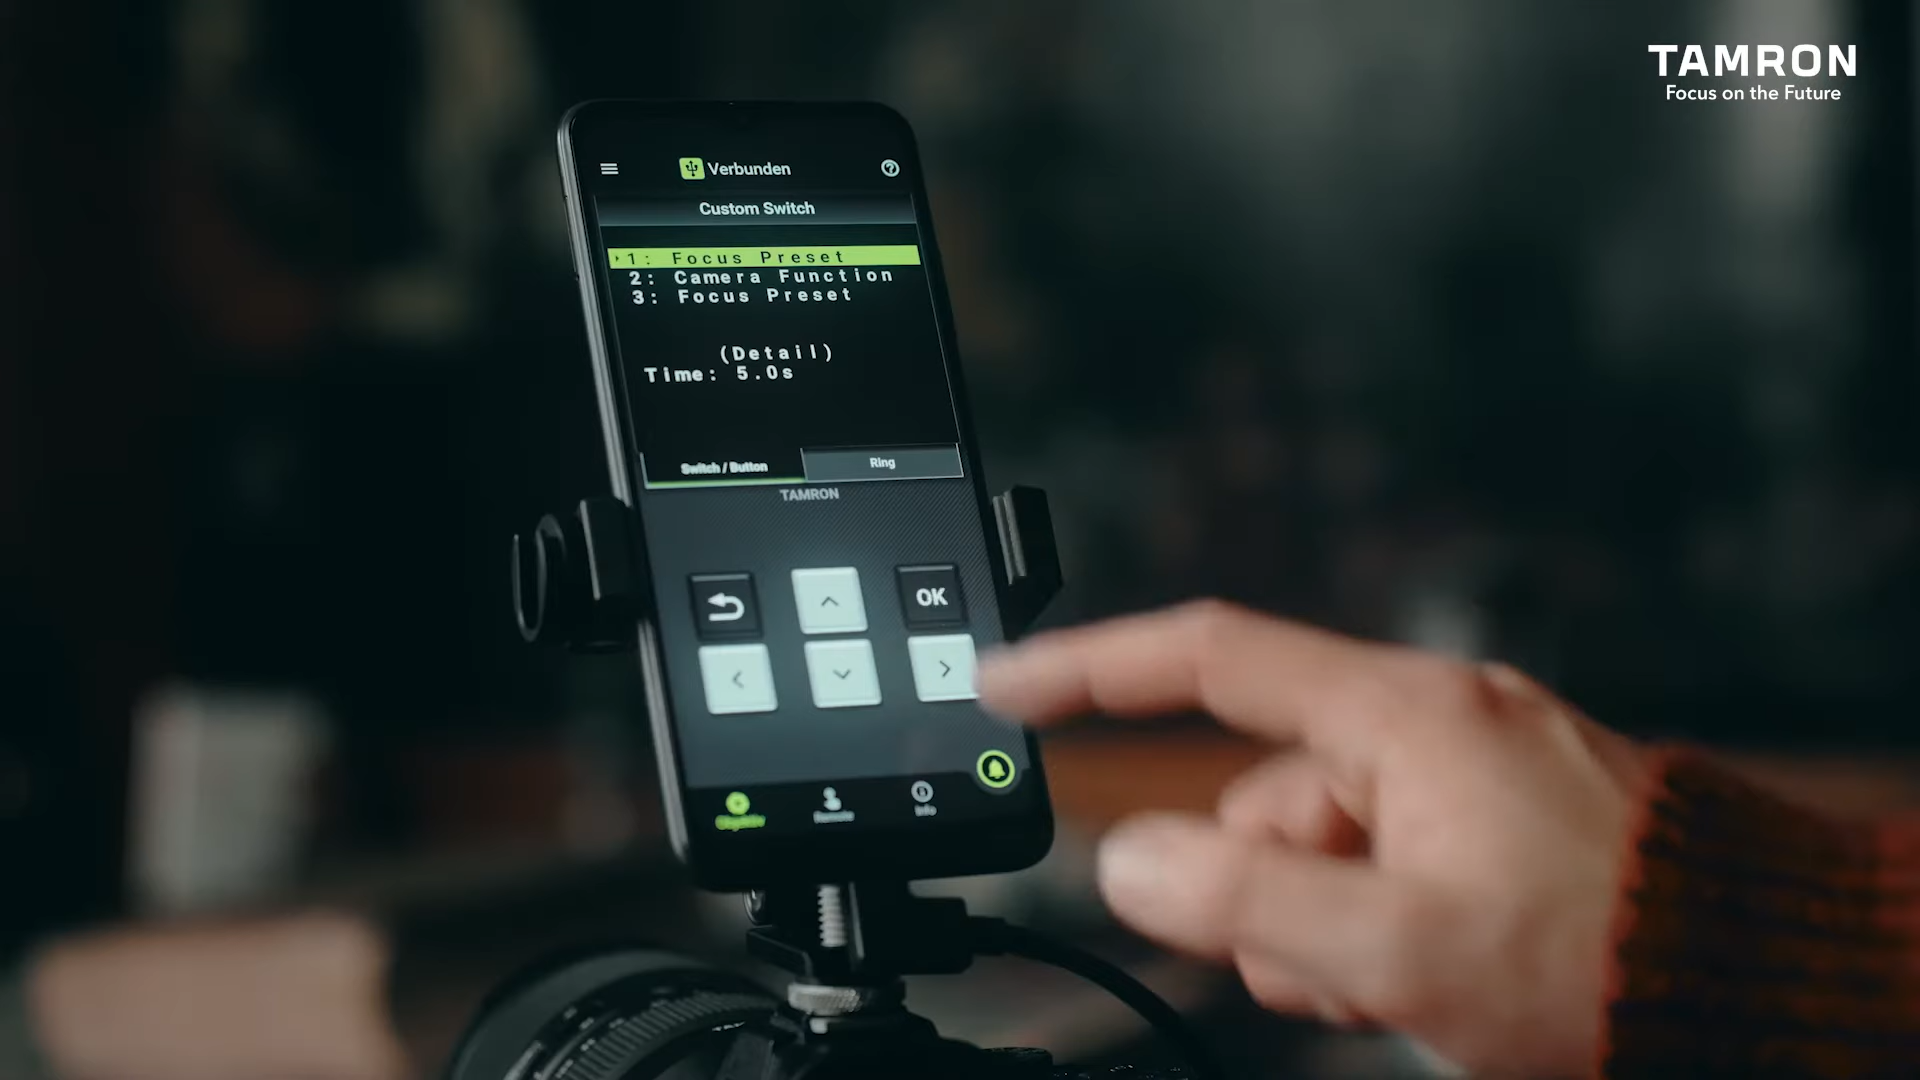 TAMRON
Focus on the Future
Verbunden
Custom Switch
1: Focus Preset
2: Camera Function
3: Focus Preset
(Detail)
Time: 5.0s
Switch / Button
Ring
TAMRON
OK
Remote
Info